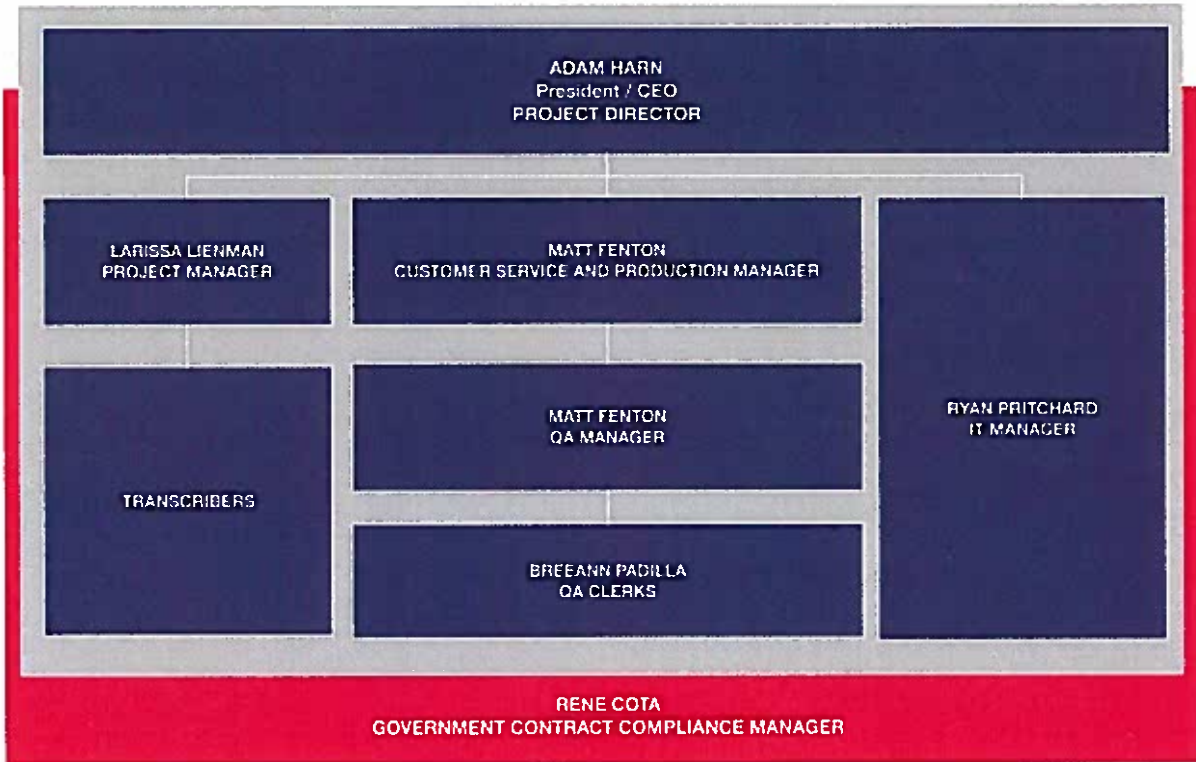 ADAM HARN
President / CEO
PROJECT DIRECTOR
LARISSA LIENMAN
PROJECT MANAGER
MATT FENTON
CUSTOMER SERVICE AND PRODUCTION MANAGER
RYAN PRITCHARD
IT MANAGER
TRANSCRIBERS
MATT FENTON
QA MANAGER
BREEANN PADILLA
QA CLERKS
RENE COTA
GOVERNMENT CONTRACT COMPLIANCE MANAGER